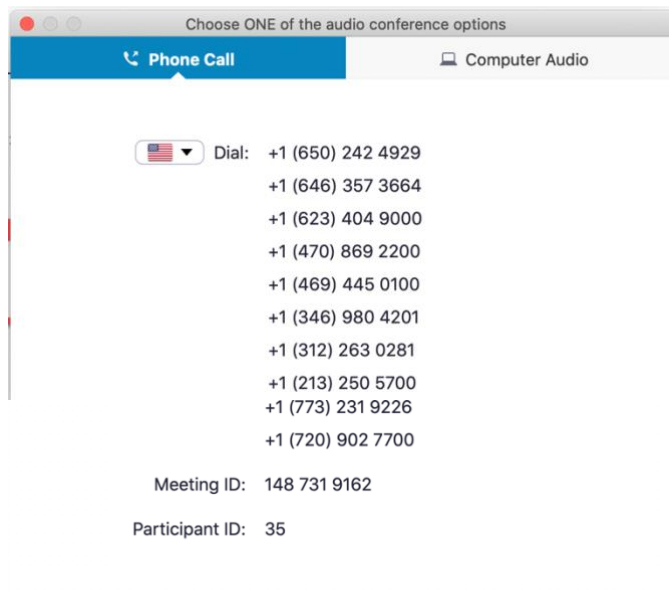 Choose ONE of the audio conference options
Phone Call Computer Audio
Dial: +1 (650) 242 4929
+1 (646) 357 3664
+1 (623) 404 9000
+1 (470) 869 2200
+1 (469) 445 0100
+1 (346) 980 4201
+1 (312) 263 0281
+1 (213) 250 5700
+1 (773) 231 9226
+1 (720) 902 7700
Meeting ID: 148 731 9162
Participant ID: 35